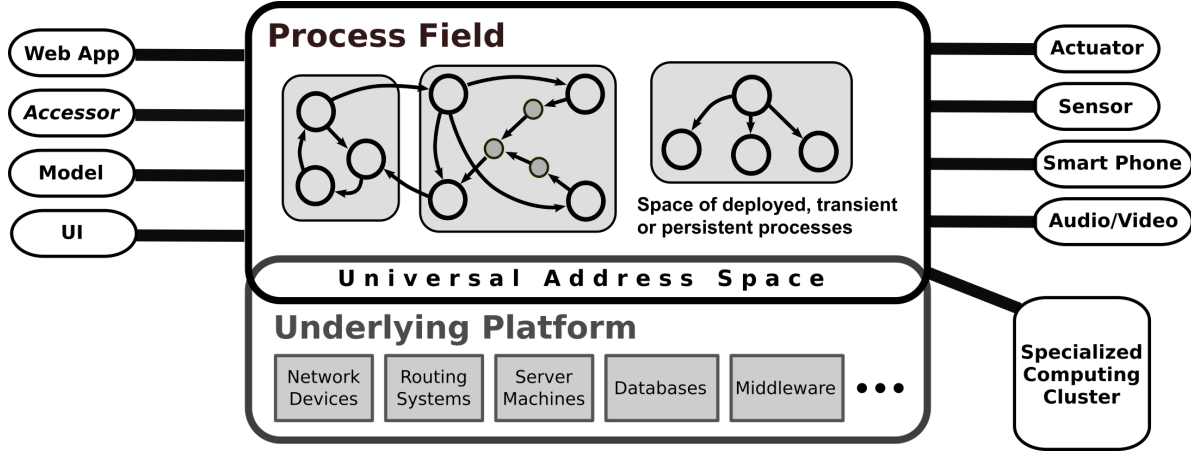 Process Field
Web App
Accessor
Model
UI
Actuator
Sensor
Smart Phone
Audio/Video
Space of deployed, transient
or persistent processes
Universal Address Space
Underlying Platform
Network
Devices
Routing
Systems
Server
Machines
Databases
Middleware
•••
Specialized
Computing
Cluster